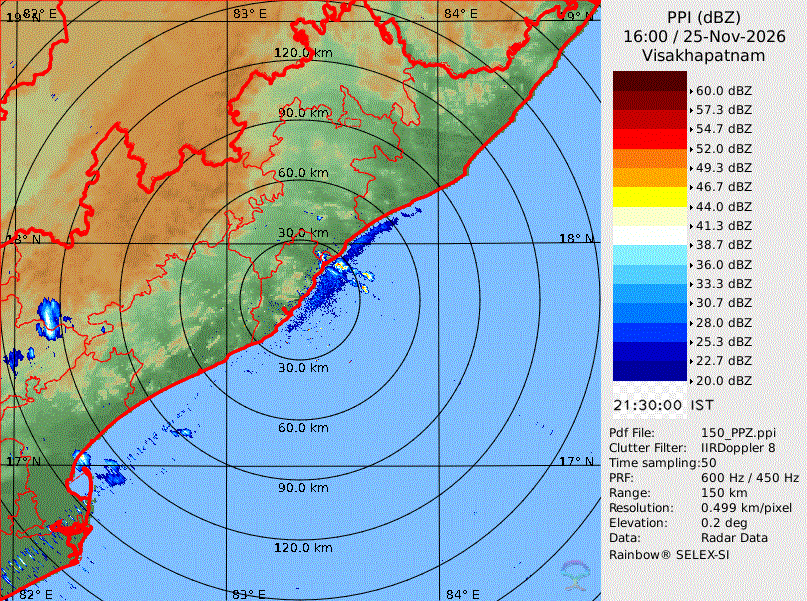 82° E
83° E
84° E
19° N
19° N
120.0 km
90.0 km
60.0 km
30.0 km
18° N
18° N
30.0 km
60.0 km
17° N
17° N
90.0 km
120.0 km
82° E
83° E
84° E
PPI (dBZ)
16:00 / 25-Nov-2026
Visakhapatnam
60.0 dBZ
57.3 dBZ
54.7 dBZ
52.0 dBZ
49.3 dBZ
46.7 dBZ
44.0 dBZ
41.3 dBZ
38.7 dBZ
36.0 dBZ
33.3 dBZ
30.7 dBZ
28.0 dBZ
25.3 dBZ
22.7 dBZ
20.0 dBZ
21:30:00 IST
Pdf File: 150_PPZ.ppi
Clutter Filter: IIRDoppler 8
Time sampling:50
PRF: 600 Hz / 450 Hz
Range: 150 km
Resolution: 0.499 km/pixel
Elevation: 0.2 deg
Data: Radar Data
Rainbow® SELEX-SI